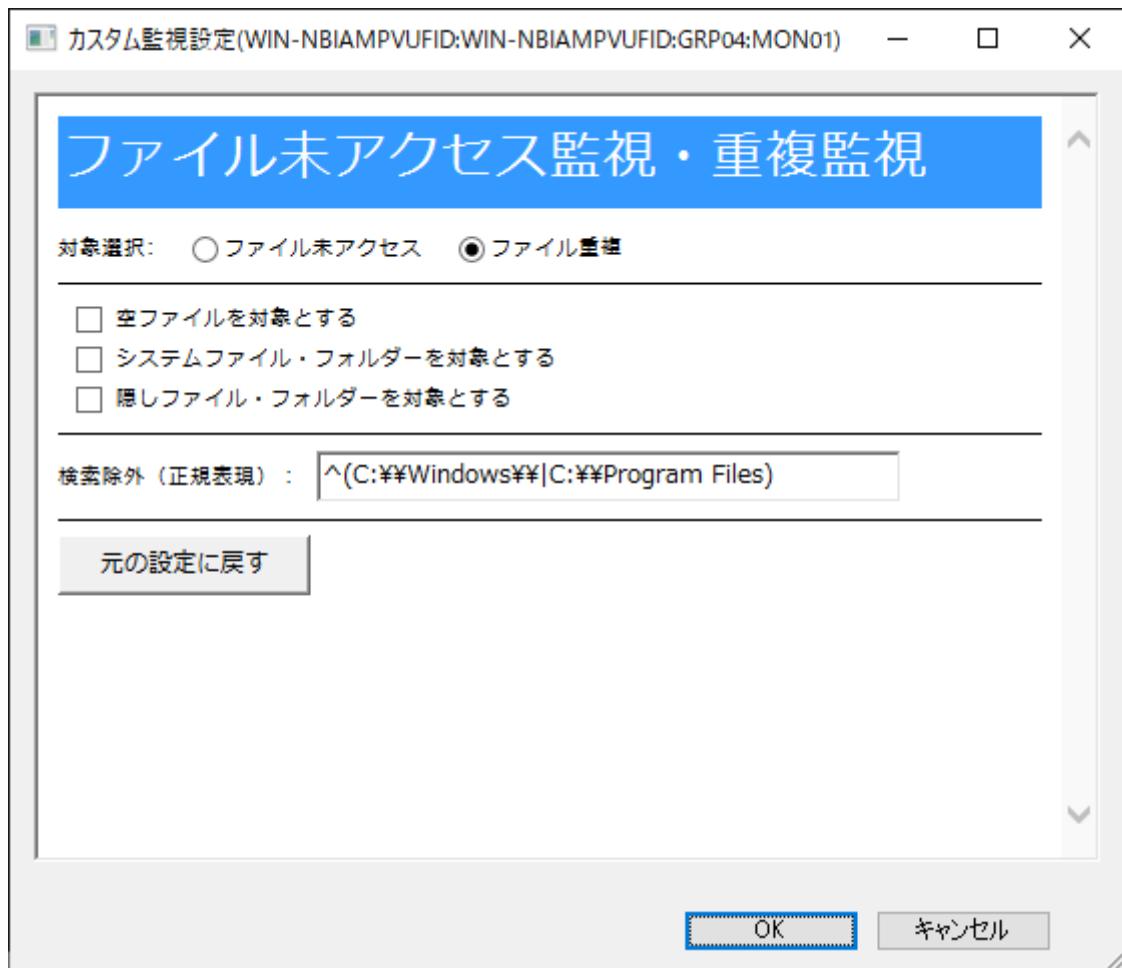 カスタム監視設定(WIN-NBIAMPVUFID:WIN-NBIAMPVUFID:GRP04:MON01)
ファイル未アクセス監視・重複監視
対象選択: ファイル未アクセス ファイル重複
空ファイルを対象とする
システムファイル・フォルダーを対象とする
隠しファイル・フォルダーを対象とする
検索除外（正規表現）: ^(C:¥¥Windows¥¥|C:¥¥Program Files)
元の設定に戻す
OK キャンセル